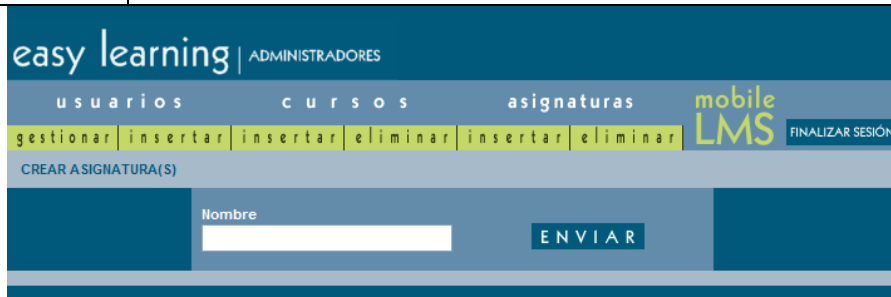 easy learning | ADMINISTRADORES
usuarios cursos asignaturas mobile
gestionar insertar insertar eliminar insertar eliminar LMS FINALIZAR SESIÓN
CREAR ASIGNATURA(S)
Nombre
ENVIAR